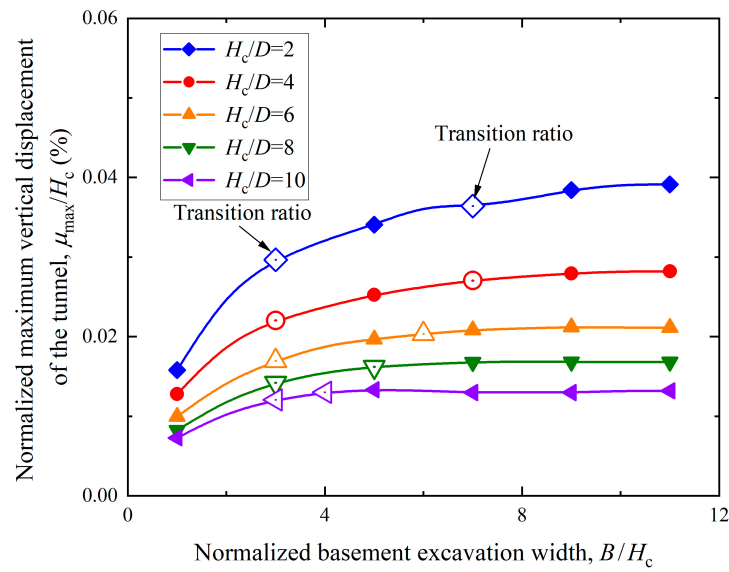 0.06
0.04
0.02
0.00
0
4
8
12
Normalized maximum vertical displacement
of the tunnel, μmax/Hc (%)
Hc/D=2
Hc/D=4
Hc/D=6
Hc/D=8
Hc/D=10
Transition ratio
Transition ratio
Normalized basement excavation width, B/Hc